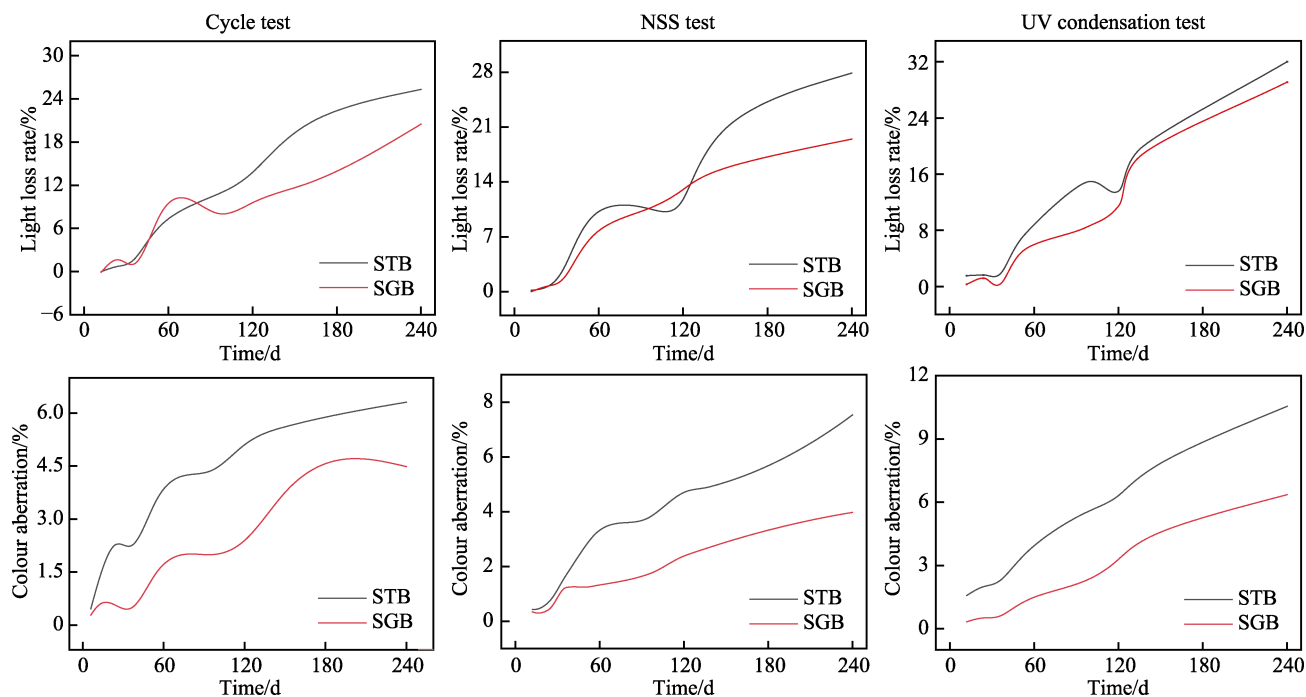 Cycle test
Light loss rate/%
30
24
18
12
6
0
−6
STB
SGB
0 60 120 180 240
Time/d
NSS test
Light loss rate/%
28
21
14
7
0
STB
SGB
0 60 120 180 240
Time/d
UV condensation test
Light loss rate/%
32
24
16
8
0
STB
SGB
0 60 120 180 240
Time/d
Colour aberration/%
6.0
4.5
3.0
1.5
0
STB
SGB
0 60 120 180 240
Time/d
Colour aberration/%
8
6
4
2
0
STB
SGB
0 60 120 180 240
Time/d
Colour aberration/%
12
9
6
3
0
STB
SGB
0 60 120 180 240
Time/d